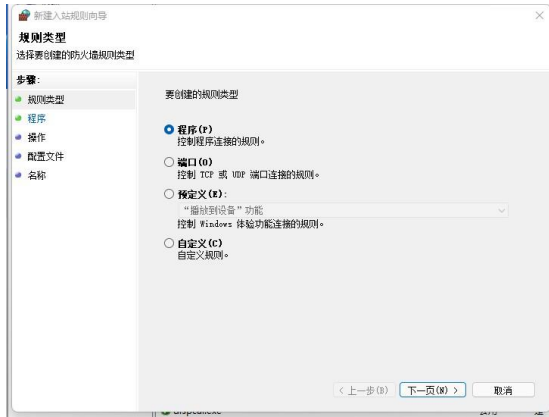 新建入站规则向导
规则类型
选择要创建的防火墙规则类型
步骤:
规则类型
程序
操作
配置文件
名称
要创建的规则类型
程序(P)
控制程序连接的规则。
端口(O)
控制 TCP 或 UDP 端口连接的规则。
预定义(E):
“播放到设备”功能
控制 Windows 体验功能连接的规则。
自定义(C)
自定义规则。
< 上一步(B)
下一页(N) >
取消